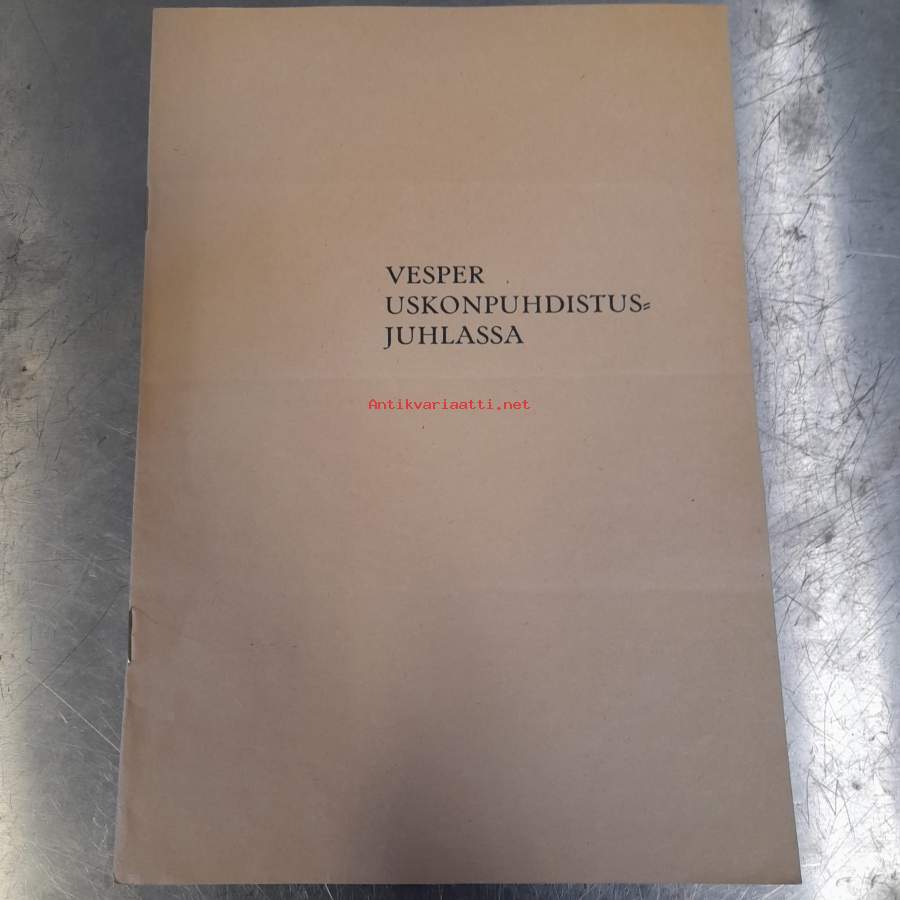 VESPER
USKONPUHDISTUS=
JUHLASSA
Antikvariaatti.net